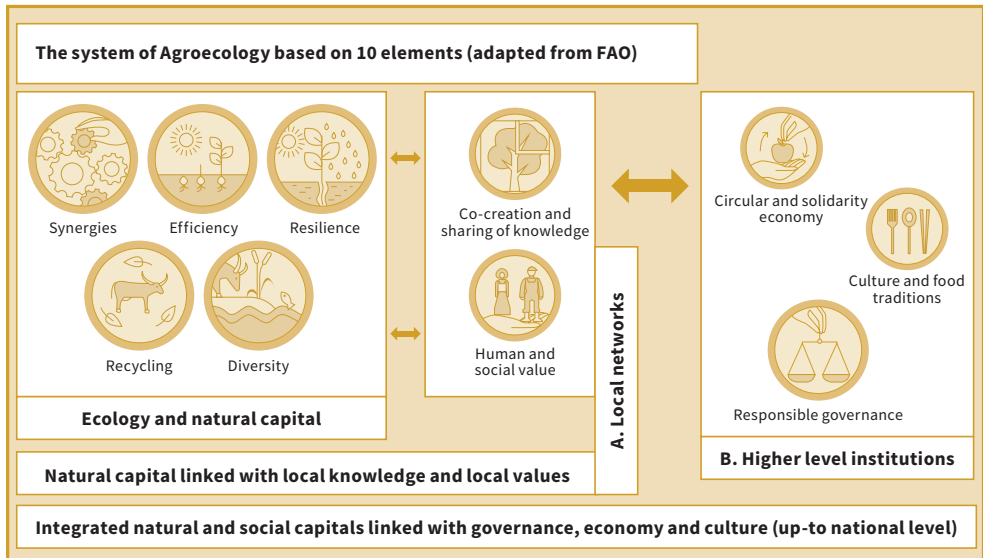 The system of Agroecology based on 10 elements (adapted from FAO)
Synergies
Efficiency
Resilience
Recycling
Diversity
Ecology and natural capital
Co-creation and
sharing of knowledge
Human and
social value
A. Local networks
Natural capital linked with local knowledge and local values
Circular and solidarity
economy
Culture and food
traditions
Responsible governance
B. Higher level institutions
Integrated natural and social capitals linked with governance, economy and culture (up-to national level)